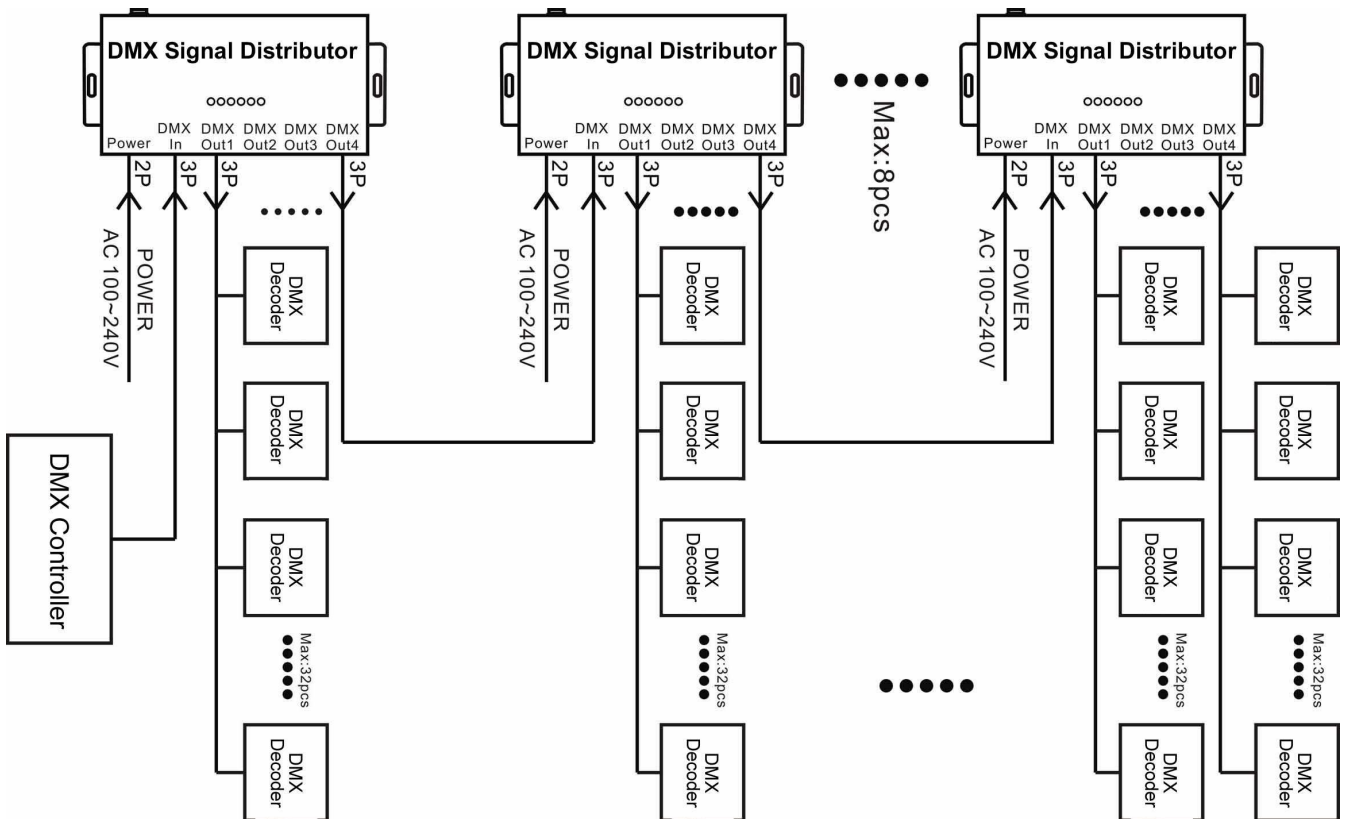 DMX Signal Distributor
DMX DMX DMX DMX DMX
Power In Out1 Out2 Out3 Out4
2P 3P 3P 3P
POWER
AC 100~240V
DMX Signal Distributor
DMX DMX DMX DMX DMX
Power In Out1 Out2 Out3 Out4
2P 3P 3P 3P
POWER
AC 100~240V
Max:8pcs
DMX Signal Distributor
DMX DMX DMX DMX DMX
Power In Out1 Out2 Out3 Out4
2P 3P 3P 3P
POWER
AC 100~240V
DMX Controller
DMX
Decoder
DMX
Decoder
DMX
Decoder
Max:32pcs
DMX
Decoder
DMX
Decoder
DMX
Decoder
DMX
Decoder
Max:32pcs
DMX
Decoder
DMX
Decoder
DMX
Decoder
DMX
Decoder
Max:32pcs
DMX
Decoder
DMX
Decoder
DMX
Decoder
DMX
Decoder
Max:32pcs
DMX
Decoder